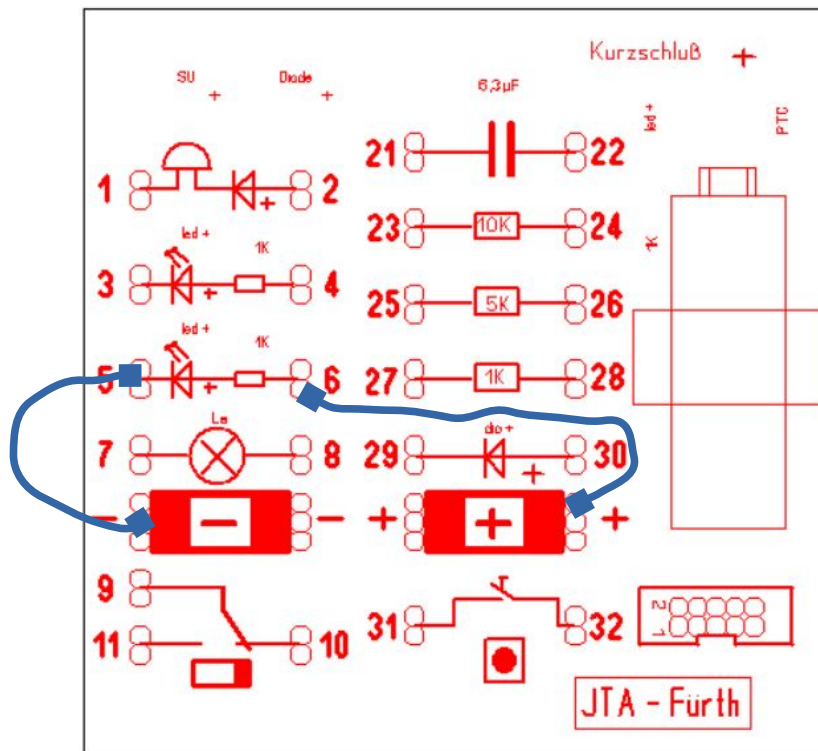 Kurzschluß +
SU + Diode +
6,3µF
led + PTC
21 22
1 2 +
23 10K 24
led + 1K
1K
3 + 4
25 5K 26
led + 1K
5 + 6
27 1K 28
La
dio +
7 8 29 30 +
- - - + + +
9
31 32
2
1
11 10
JTA - Fürth